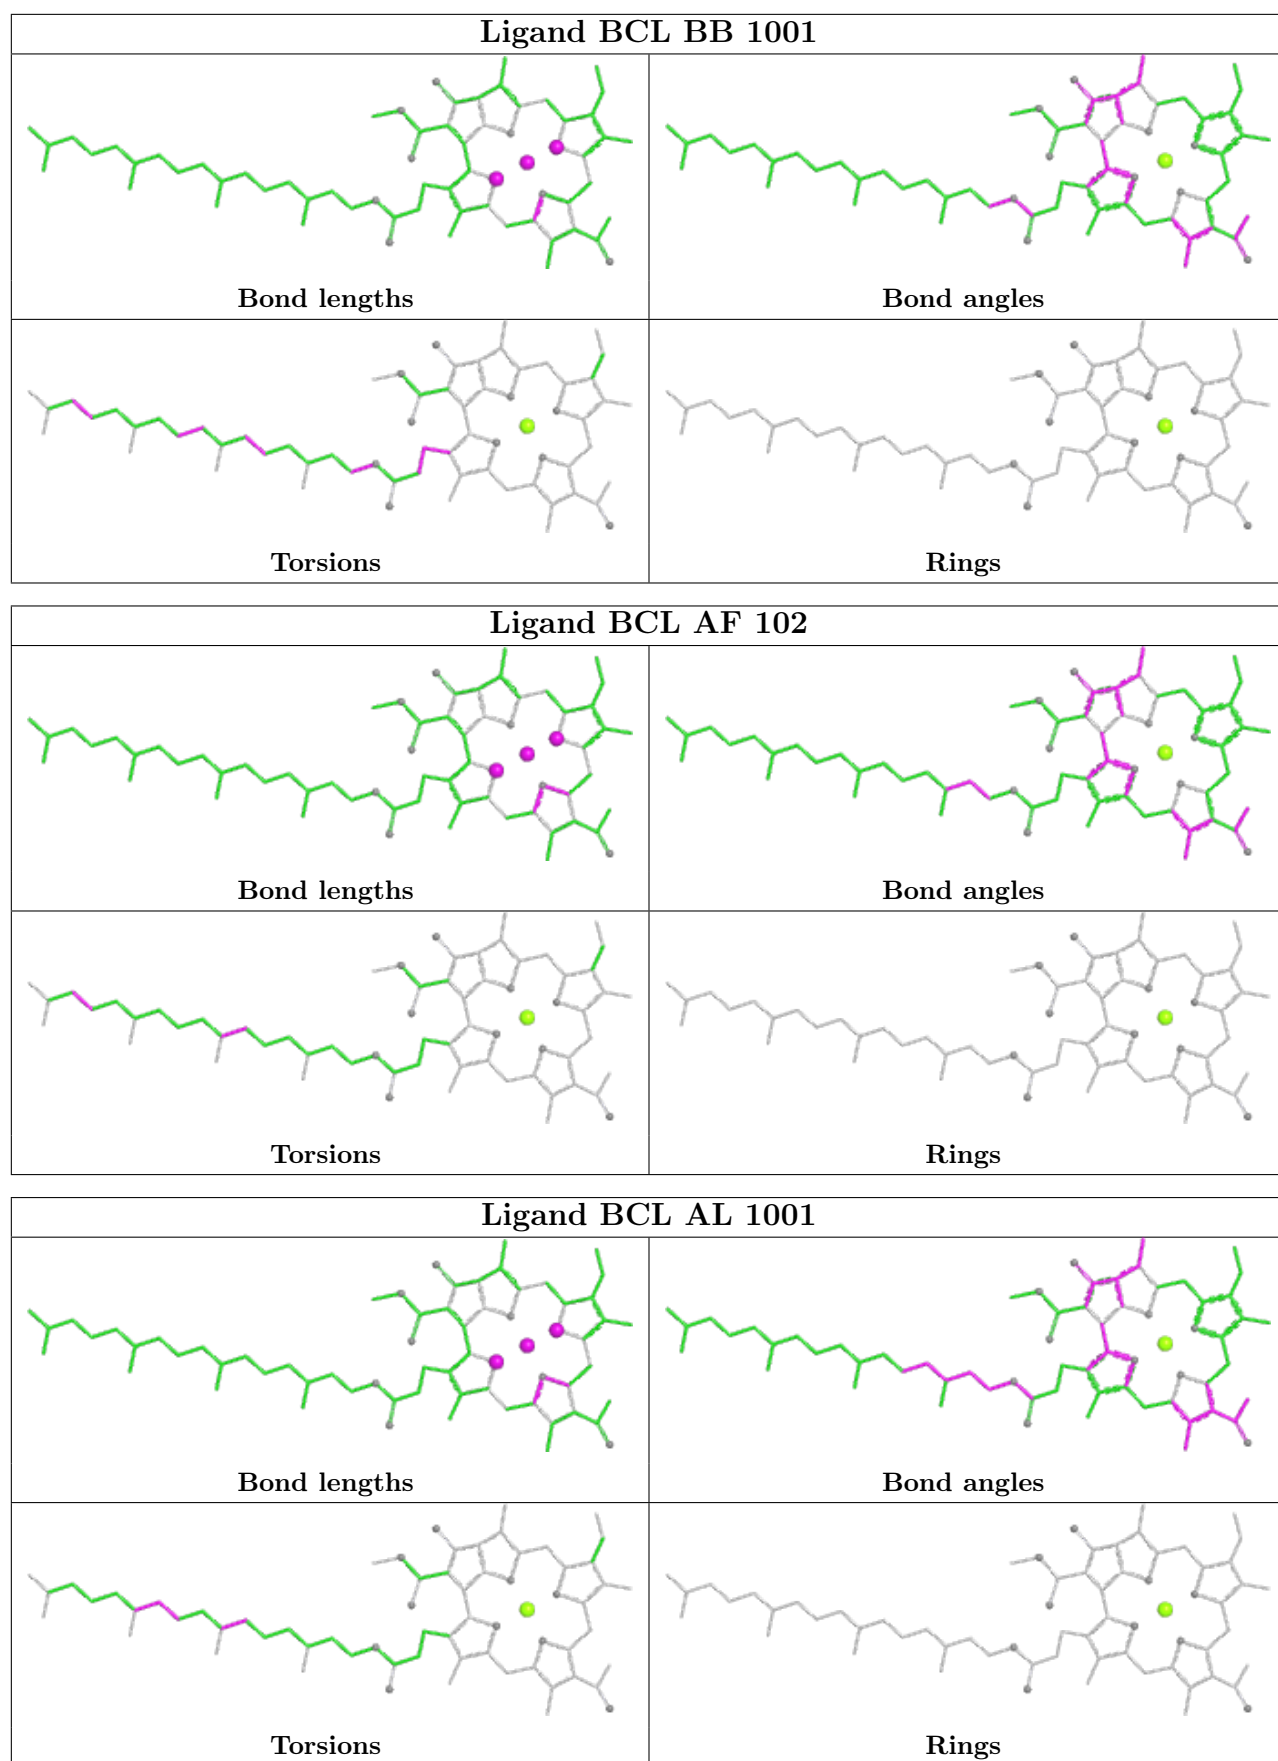 Ligand BCL BB 1001
Bond lengths
Bond angles
Torsions
Rings
Ligand BCL AF 102
Bond lengths
Bond angles
Torsions
Rings
Ligand BCL AL 1001
Bond lengths
Bond angles
Torsions
Rings